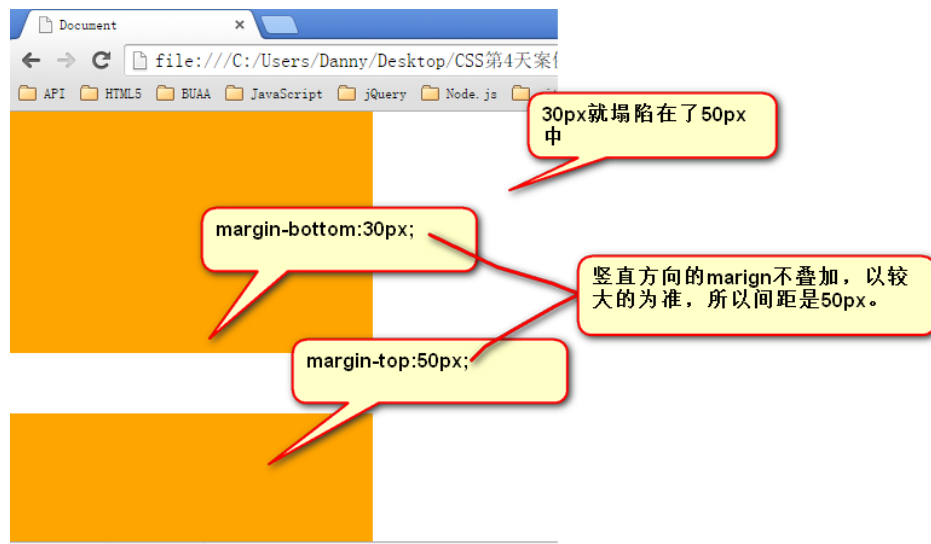 Document
file:///C:/Users/Danny/Desktop/CSS第4天案
API HTML5 BUAA JavaScript jQuery Node.js
30px就塌陷在了50px
中
margin-bottom:30px;
竖直方向的marign不叠加，以较
大的为准，所以间距是50px。
margin-top:50px;